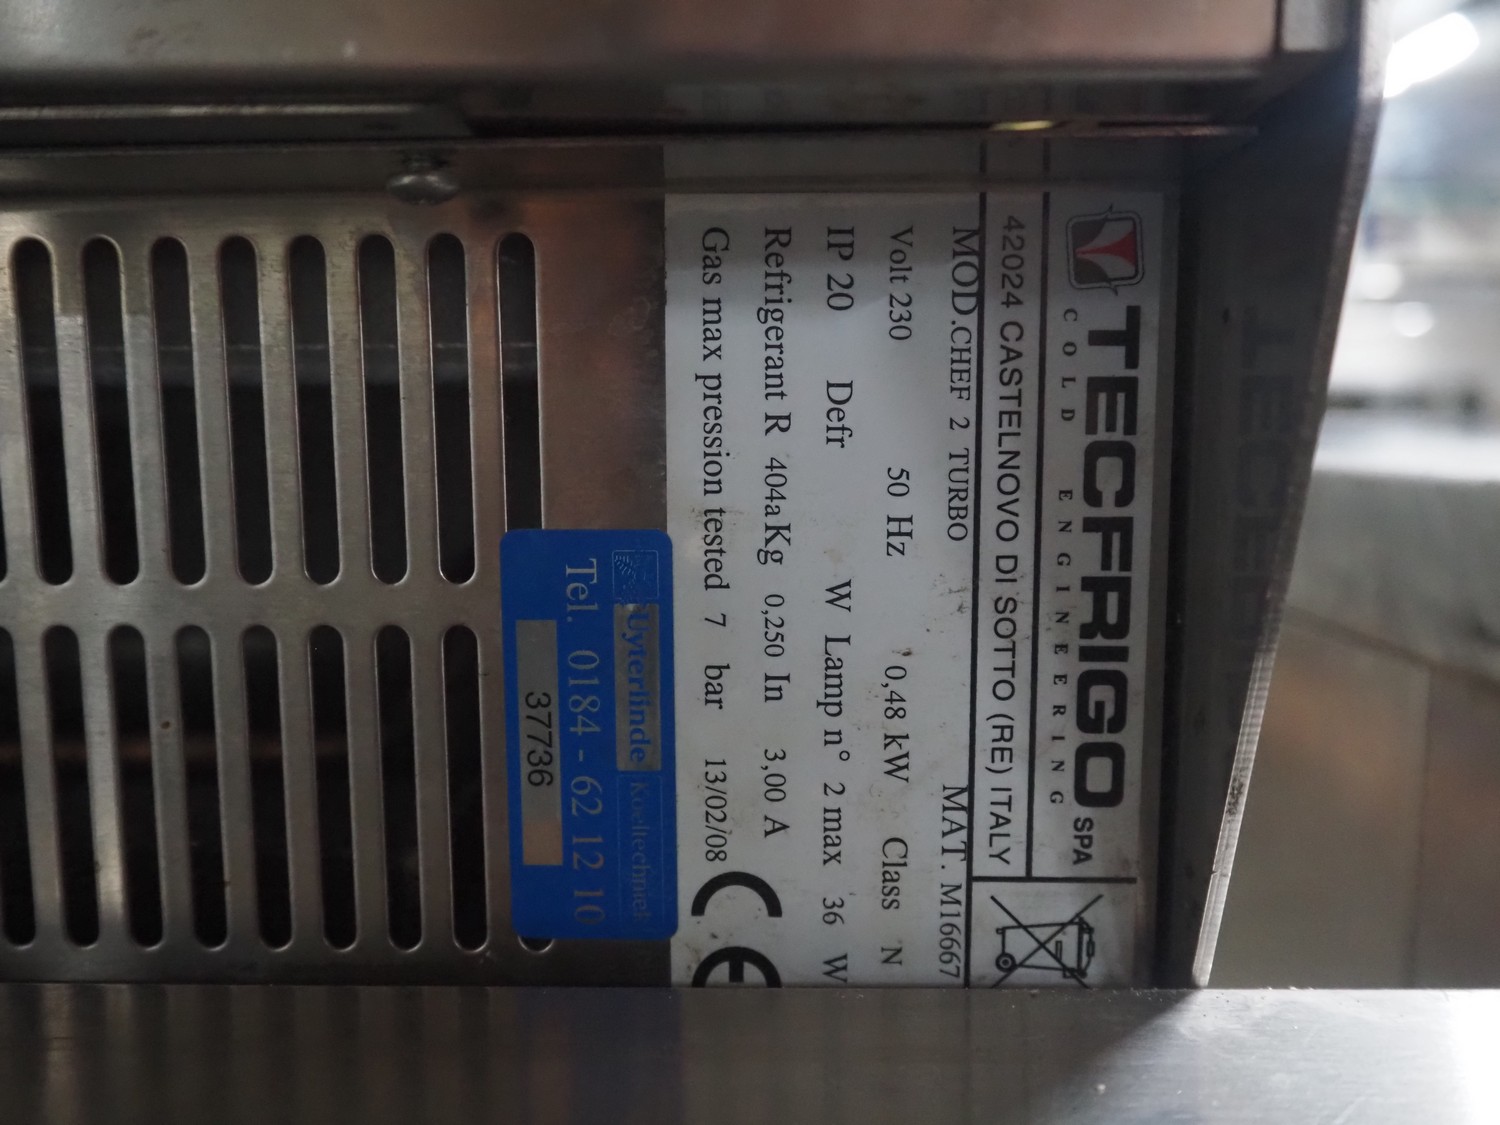 TECFRIGO SPA
COLD ENGINEERING
42024 CASTELNOVO DI SOTTO (RE) ITALY
MOD.CHEF 2 TURBO MAT. M16667
Volt 230 50 Hz 0,48 kW Class N
IP 20 Defr W Lamp n° 2 max 36 W
Refrigerant R 404a Kg 0,250 In 3,00 A
Gas max pression tested 7 bar 13/02/08
CE
Uyterlinde Koeltechniek
Tel. 0184 - 62 12 10
37736